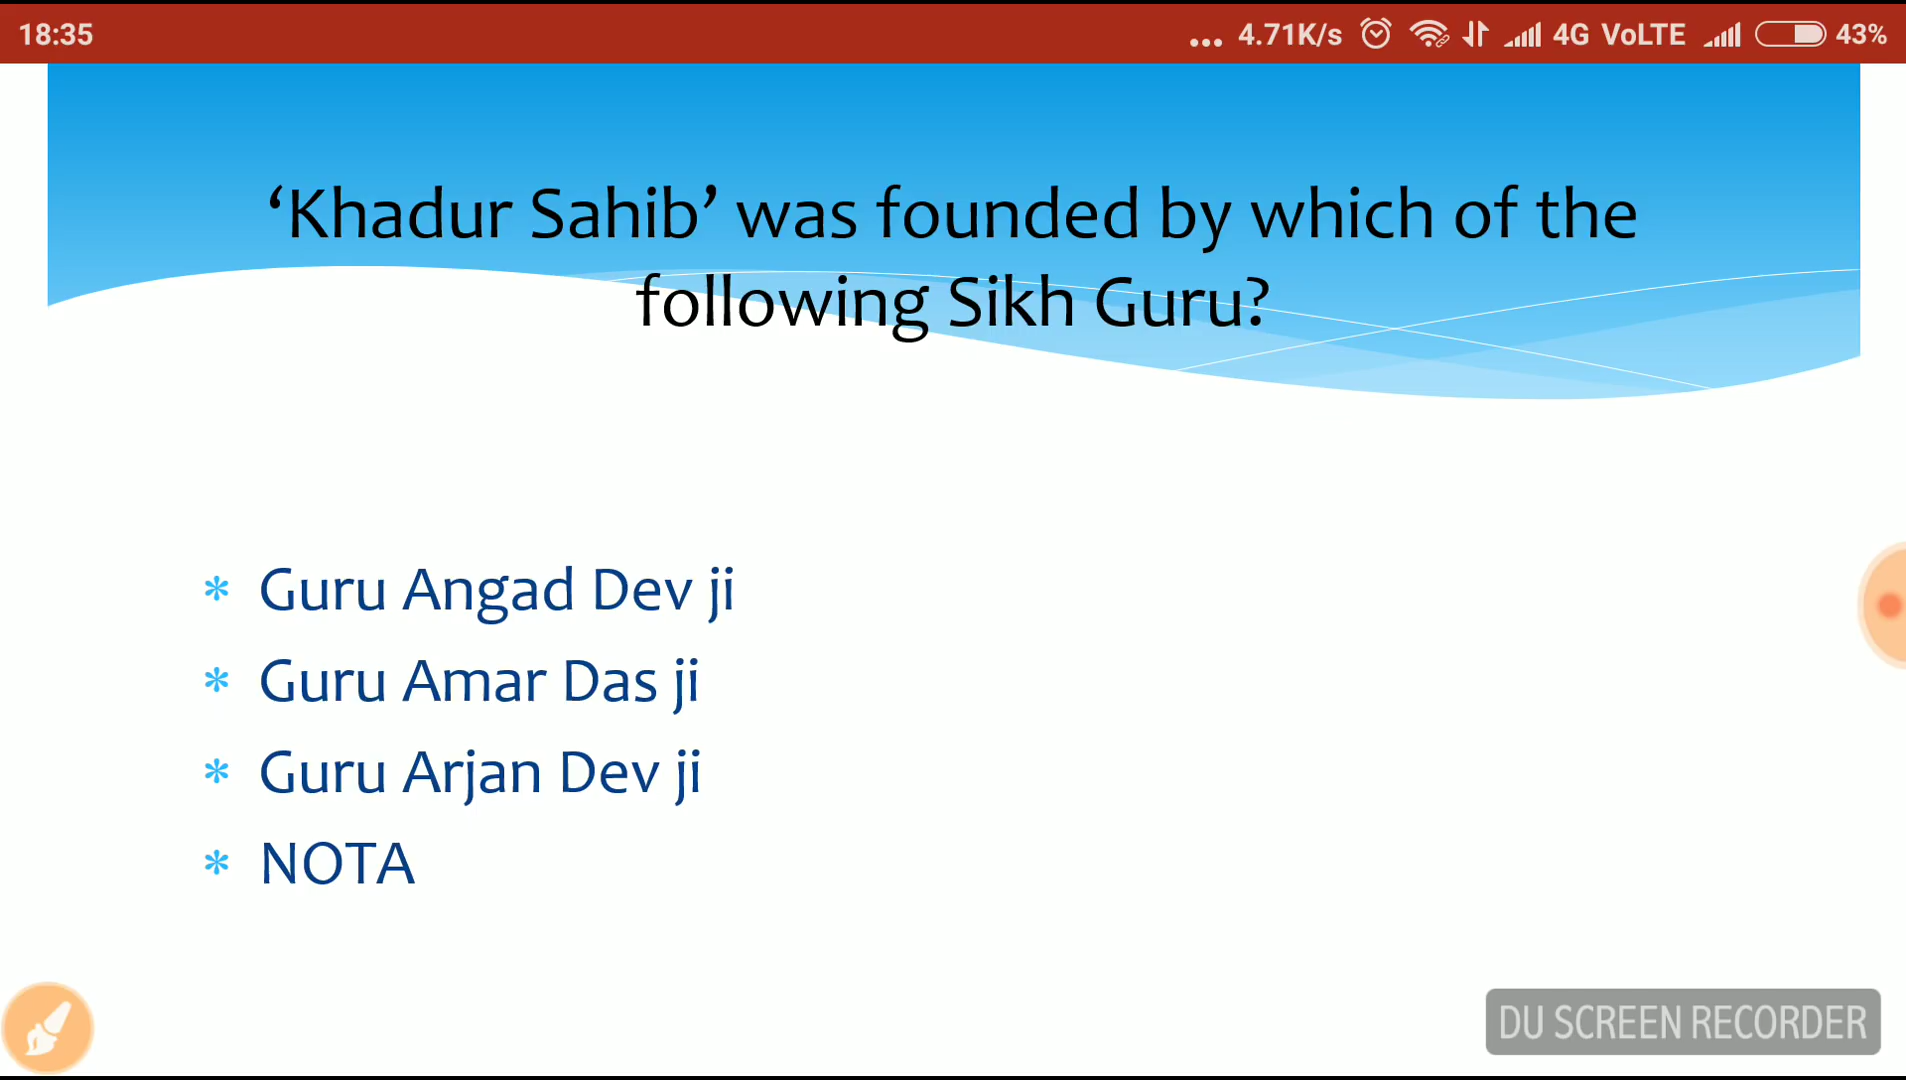 18:35
... 4.71K/s 4G VoLTE 43%
‘Khadur Sahib’ was founded by which of the
following Sikh Guru?
* Guru Angad Dev ji
* Guru Amar Das ji
* Guru Arjan Dev ji
* NOTA
DU SCREEN RECORDER